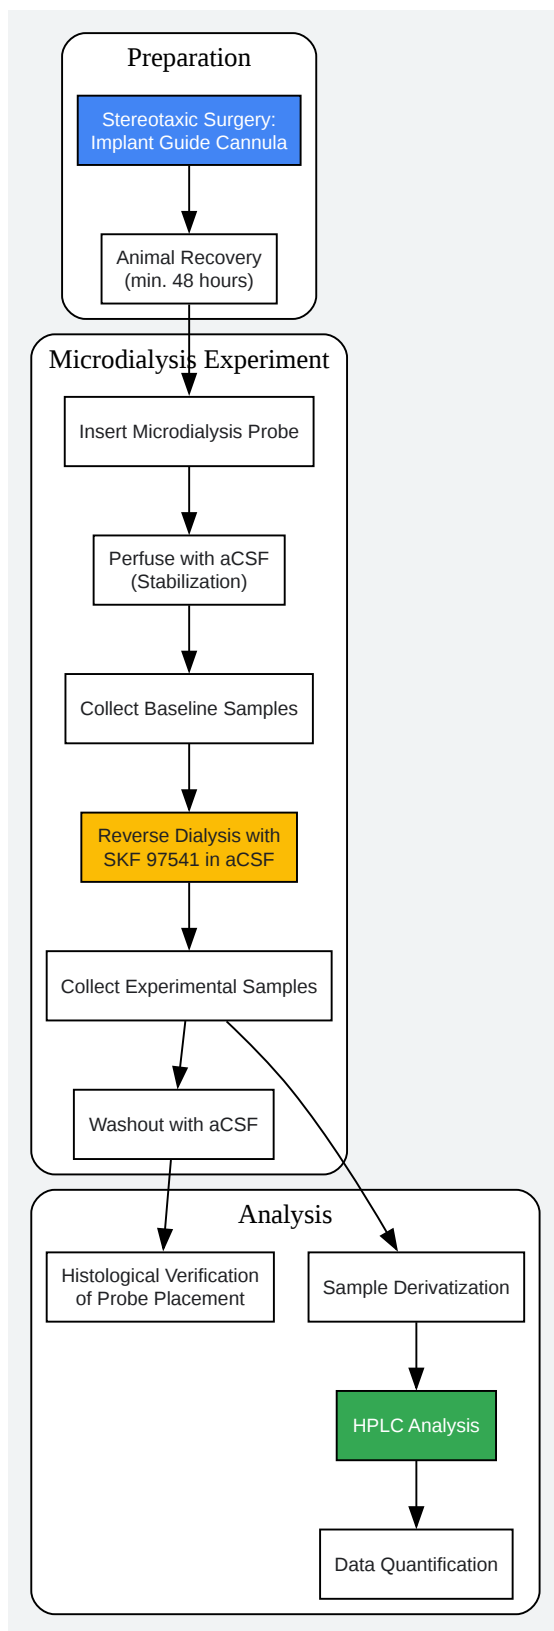 Preparation
Stereotaxic Surgery:
Implant Guide Cannula
Animal Recovery
(min. 48 hours)
Microdialysis Experiment
Insert Microdialysis Probe
Perfuse with aCSF
(Stabilization)
Collect Baseline Samples
Reverse Dialysis with
SKF 97541 in aCSF
Collect Experimental Samples
Washout with aCSF
Analysis
Histological Verification
of Probe Placement
Sample Derivatization
HPLC Analysis
Data Quantification